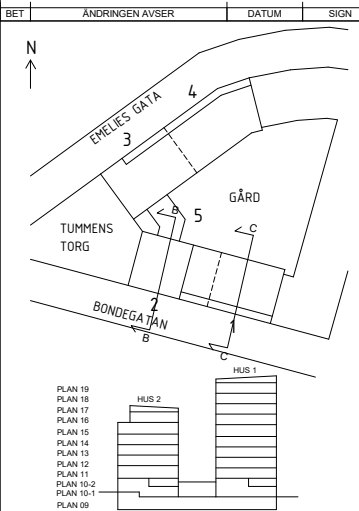 BET ÄNDRINGEN AVSER DATUM SIGN
N
EMELIES GATA
4
3
B
5
GÅRD
C
TUMMENS
TORG
2
BONDEGATAN
1
B
C
HUS 1
PLAN 19
PLAN 18
HUS 2
PLAN 17
PLAN 16
PLAN 15
PLAN 14
PLAN 13
PLAN 12
PLAN 11
PLAN 10-2
PLAN 10-1
PLAN 09